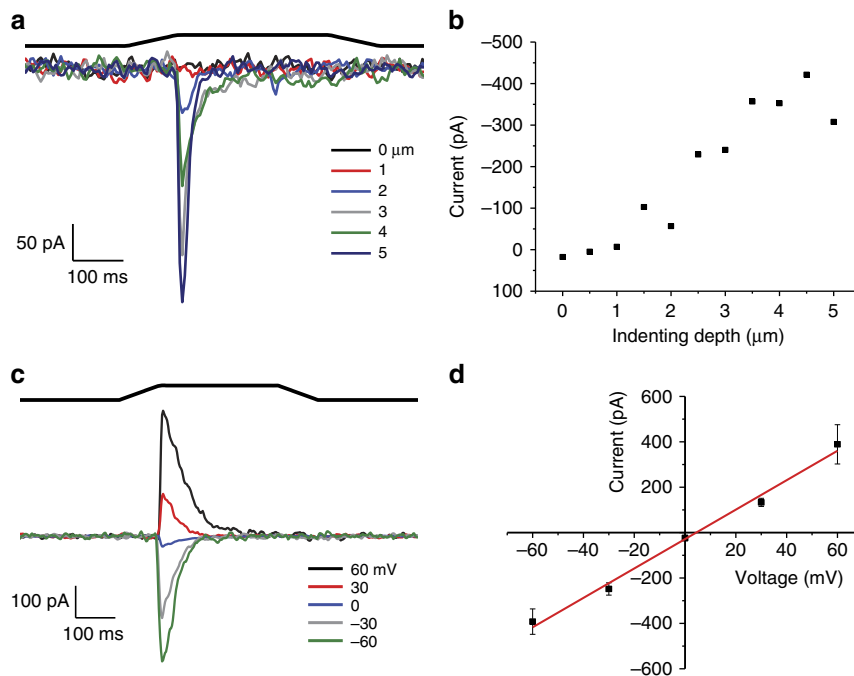 a
0 μm
1
2
3
4
5
50 pA
100 ms
b
Current (pA)
–500
–400
–300
–200
–100
0
100
0 1 2 3 4 5
Indenting depth (μm)
c
60 mV
30
0
–30
–60
100 pA
100 ms
d
Current (pA)
600
400
200
–60 –40 –20 0 20 40 60
Voltage (mV)
–200
–400
–600